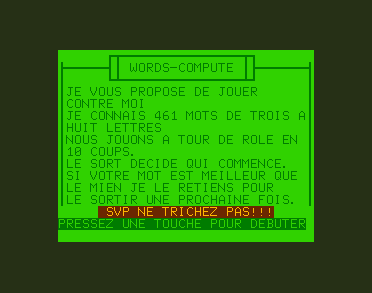 WORDS-COMPUTE
JE VOUS PROPOSE DE JOUER
CONTRE MOI
JE CONNAIS 461 MOTS DE TROIS A
HUIT LETTRES
NOUS JOUONS A TOUR DE ROLE EN
10 COUPS.
LE SORT DECIDE QUI COMMENCE.
SI VOTRE MOT EST MEILLEUR QUE
LE MIEN JE LE RETIENS POUR
LE SORTIR UNE PROCHAINE FOIS.
SVP NE TRICHEZ PAS!!!
PRESSEZ UNE TOUCHE POUR DEBUTER